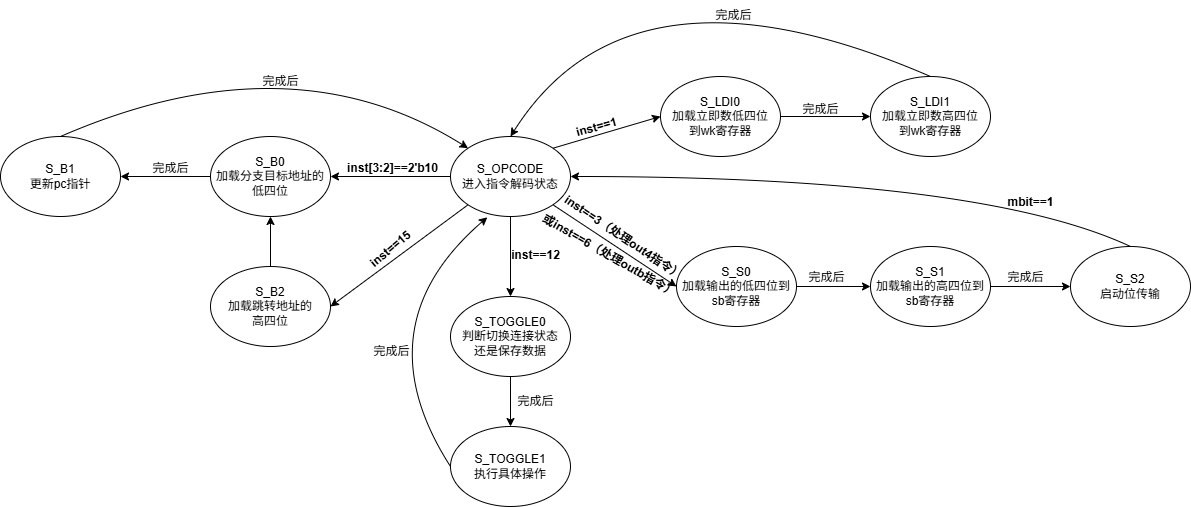 完成后
完成后
S_LDI0
加载立即数低四位
到wk寄存器
完成后
S_LDI1
加载立即数高四位
到wk寄存器
inst==1
S_B1
更新pc指针
完成后
S_B0
加载分支目标地址的
低四位
inst[3:2]==2'b10
S_OPCODE
进入指令解码状态
mbit==1
inst==15
inst==12
inst==3（处理out4指令）
或inst==6（处理outb指令）
S_B2
加载跳转地址的
高四位
S_S0
加载输出的低四位到
sb寄存器
完成后
S_S1
加载输出的高四位到
sb寄存器
完成后
S_S2
启动位传输
S_TOGGLE0
判断切换连接状态
还是保存数据
完成后
完成后
S_TOGGLE1
执行具体操作